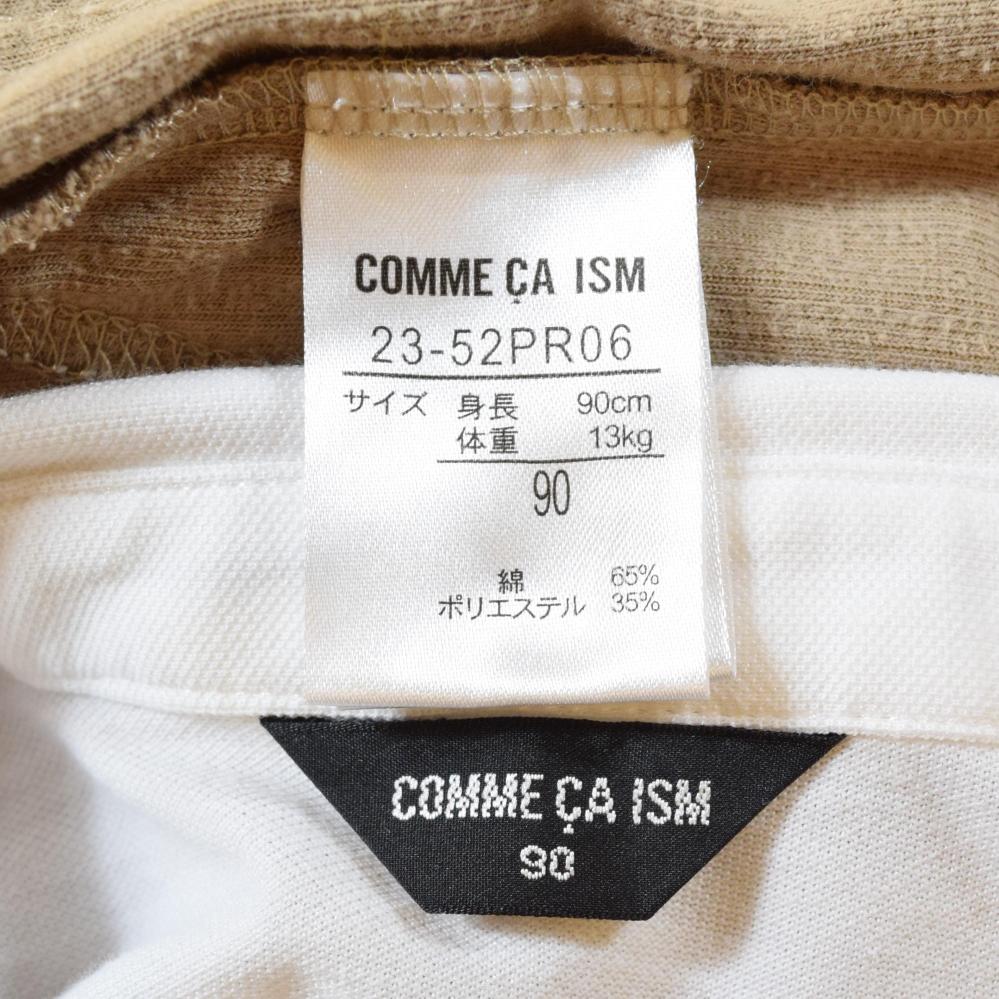 COMME ÇA ISM
23-52PR06
サイズ 身長 90cm
体重 13kg
90
綿 65%
ポリエステル 35%
COMME ÇA ISM
90